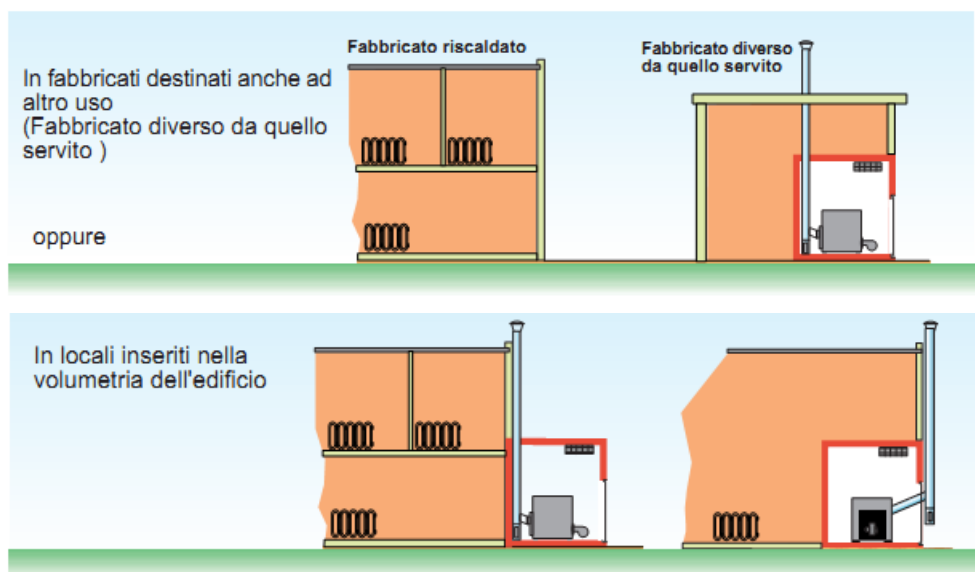 Fabbricato riscaldato
Fabbricato diverso
da quello servito
In fabbricati destinati anche ad
altro uso
(Fabbricato diverso da quello
servito )
oppure
In locali inseriti nella
volumetria dell'edificio